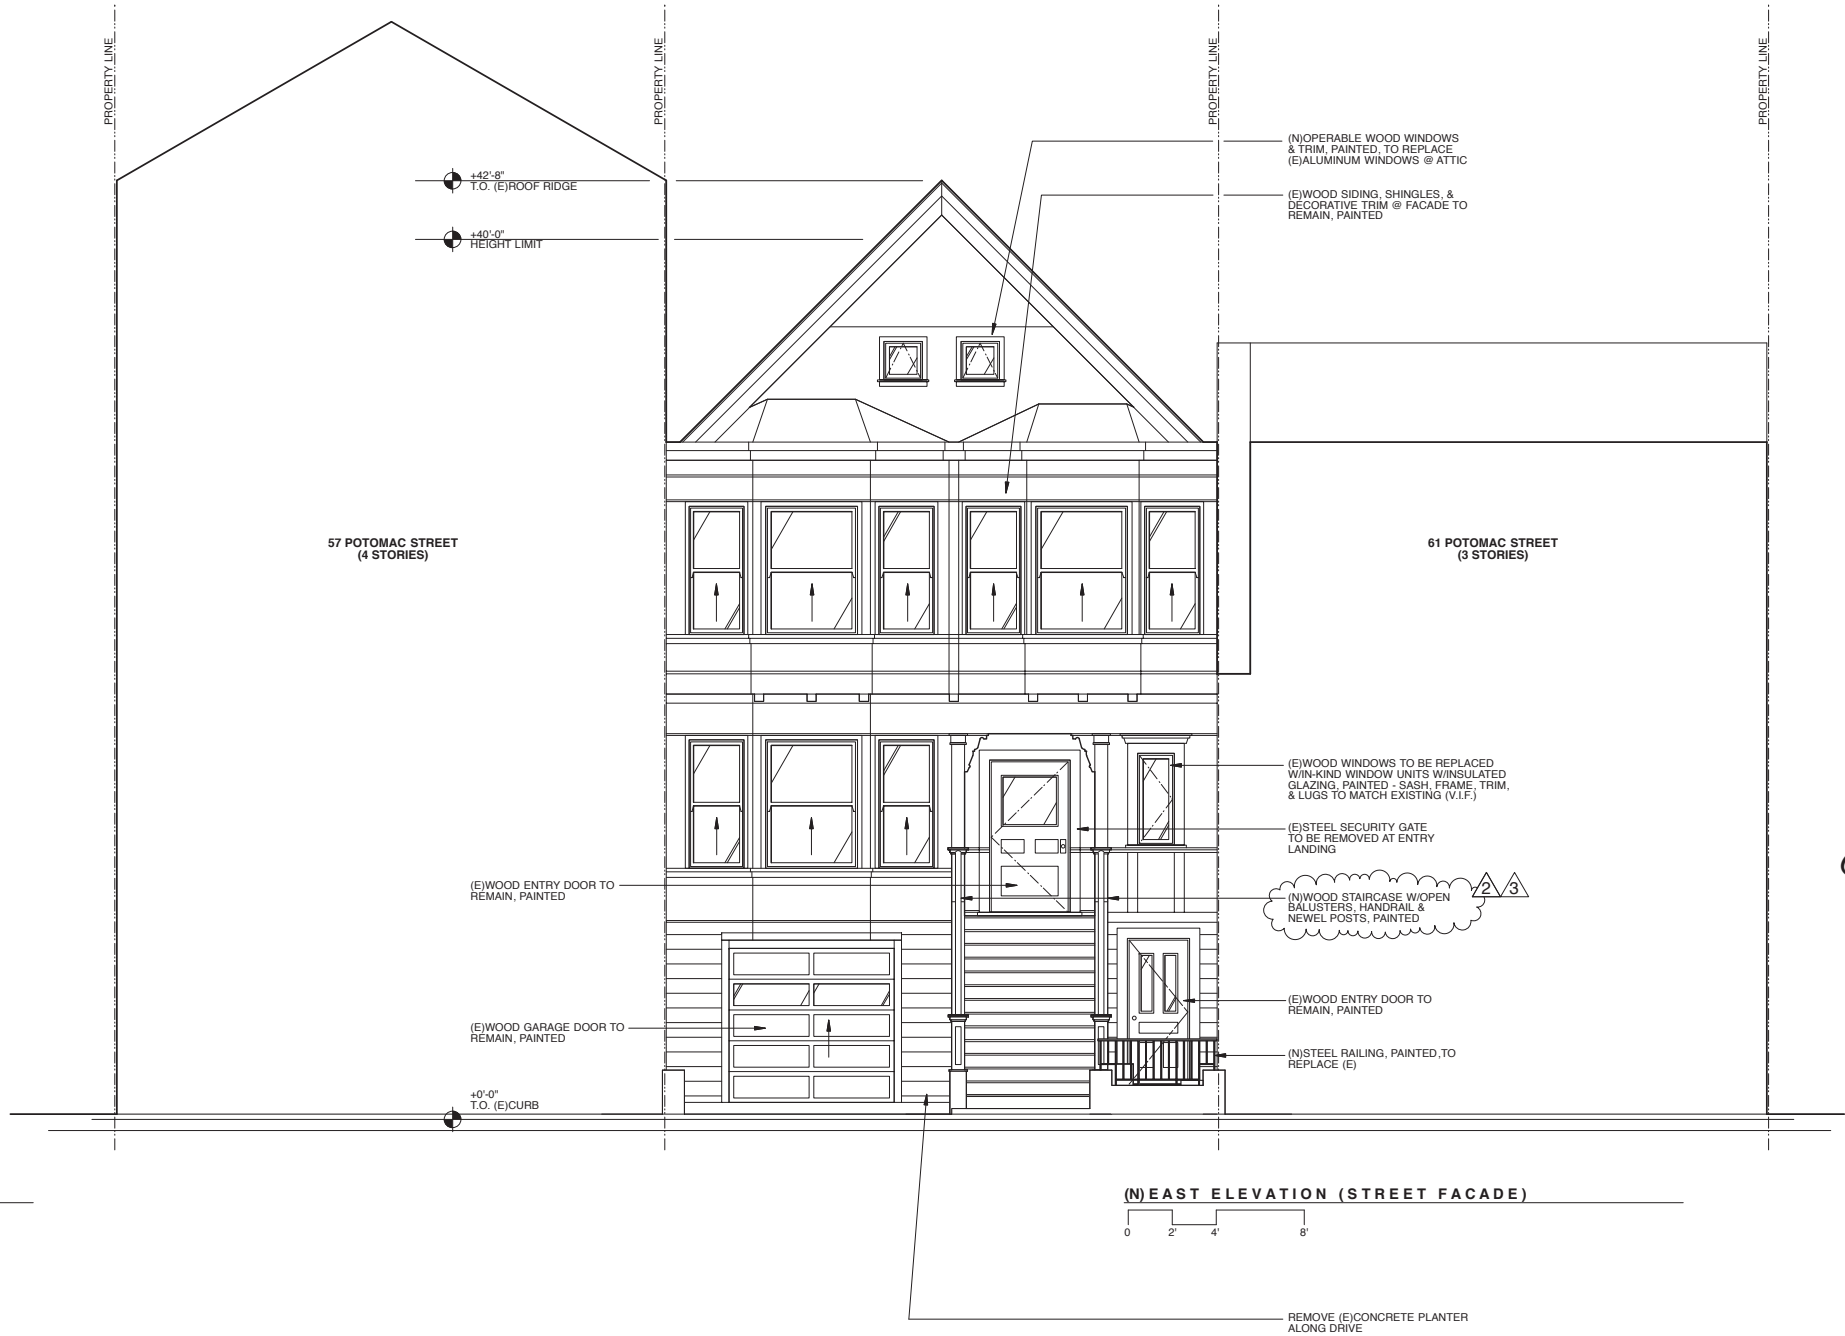 PROPERTY LINE
PROPERTY LINE
PROPERTY LINE
PROPERTY LINE
(N)OPERABLE WOOD WINDOWS
& TRIM, PAINTED, TO REPLACE
(E)ALUMINUM WINDOWS @ ATTIC
+42'-8"
T.O. (E)ROOF RIDGE
(E)WOOD SIDING, SHINGLES, &
DECORATIVE TRIM @ FACADE TO
REMAIN, PAINTED
+40'-0"
HEIGHT LIMIT
57 POTOMAC STREET
(4 STORIES)
61 POTOMAC STREET
(3 STORIES)
(E)WOOD WINDOWS TO BE REPLACED
W/IN-KIND WINDOW UNITS W/INSULATED
GLAZING, PAINTED - SASH, FRAME, TRIM,
& LUGS TO MATCH EXISTING (V.I.F.)
(E)STEEL SECURITY GATE
TO BE REMOVED AT ENTRY
LANDING
(E)WOOD ENTRY DOOR TO
REMAIN, PAINTED
(N)WOOD STAIRCASE W/OPEN
BALUSTERS, HANDRAIL &
NEWEL POSTS, PAINTED
2 3
(E)WOOD ENTRY DOOR TO
REMAIN, PAINTED
(E)WOOD GARAGE DOOR TO
REMAIN, PAINTED
(N)STEEL RAILING, PAINTED,TO
REPLACE (E)
+0'-0"
T.O. (E)CURB
(N)EAST ELEVATION (STREET FACADE)
0 2' 4' 8'
REMOVE (E)CONCRETE PLANTER
ALONG DRIVE